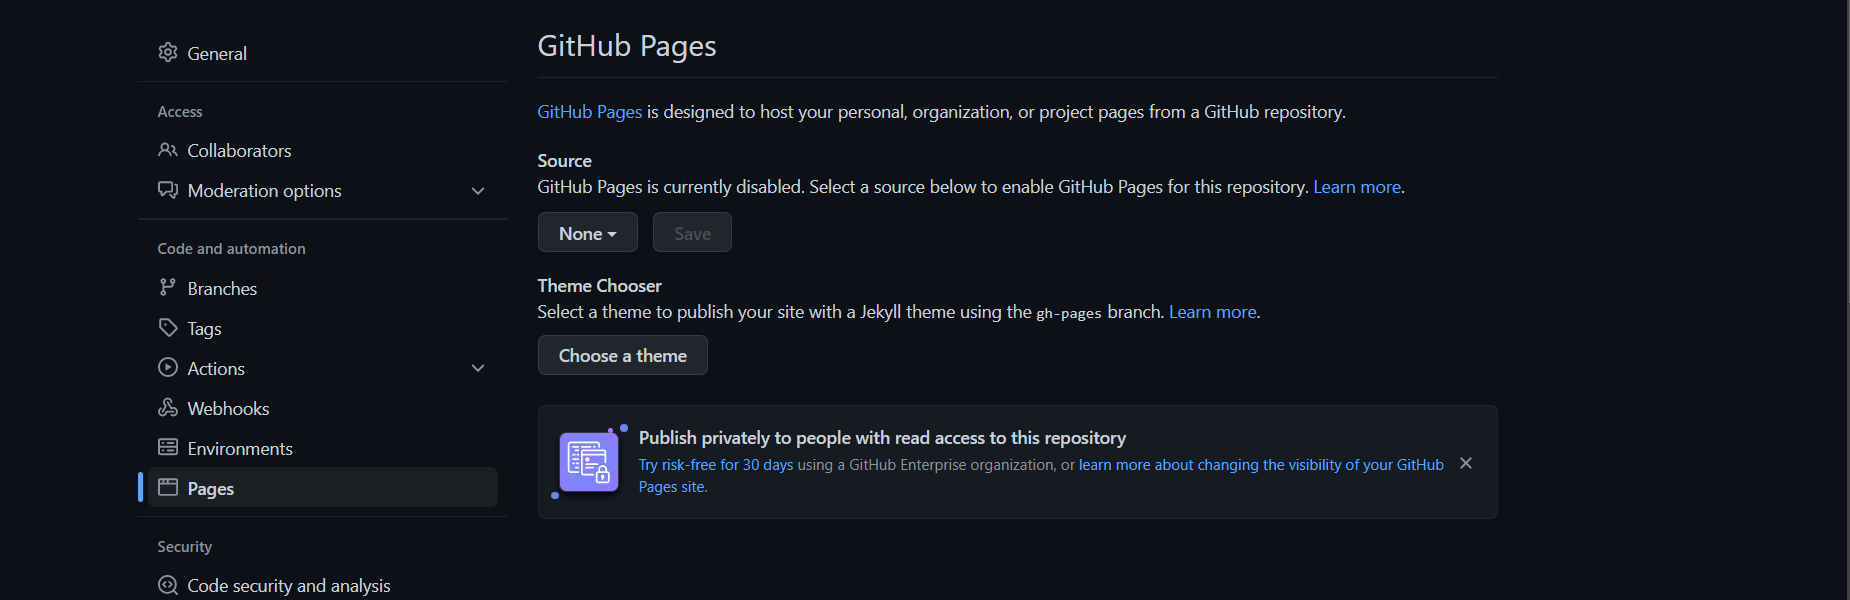 General
Access
Collaborators
Moderation options
Code and automation
Branches
Tags
Actions
Webhooks
Environments
Pages
Security
Code security and analysis
GitHub Pages
GitHub Pages is designed to host your personal, organization, or project pages from a GitHub repository.
Source
GitHub Pages is currently disabled. Select a source below to enable GitHub Pages for this repository. Learn more.
None Save
Theme Chooser
Select a theme to publish your site with a Jekyll theme using the gh-pages branch. Learn more.
Choose a theme
Publish privately to people with read access to this repository
Try risk-free for 30 days using a GitHub Enterprise organization, or learn more about changing the visibility of your GitHub
Pages site.